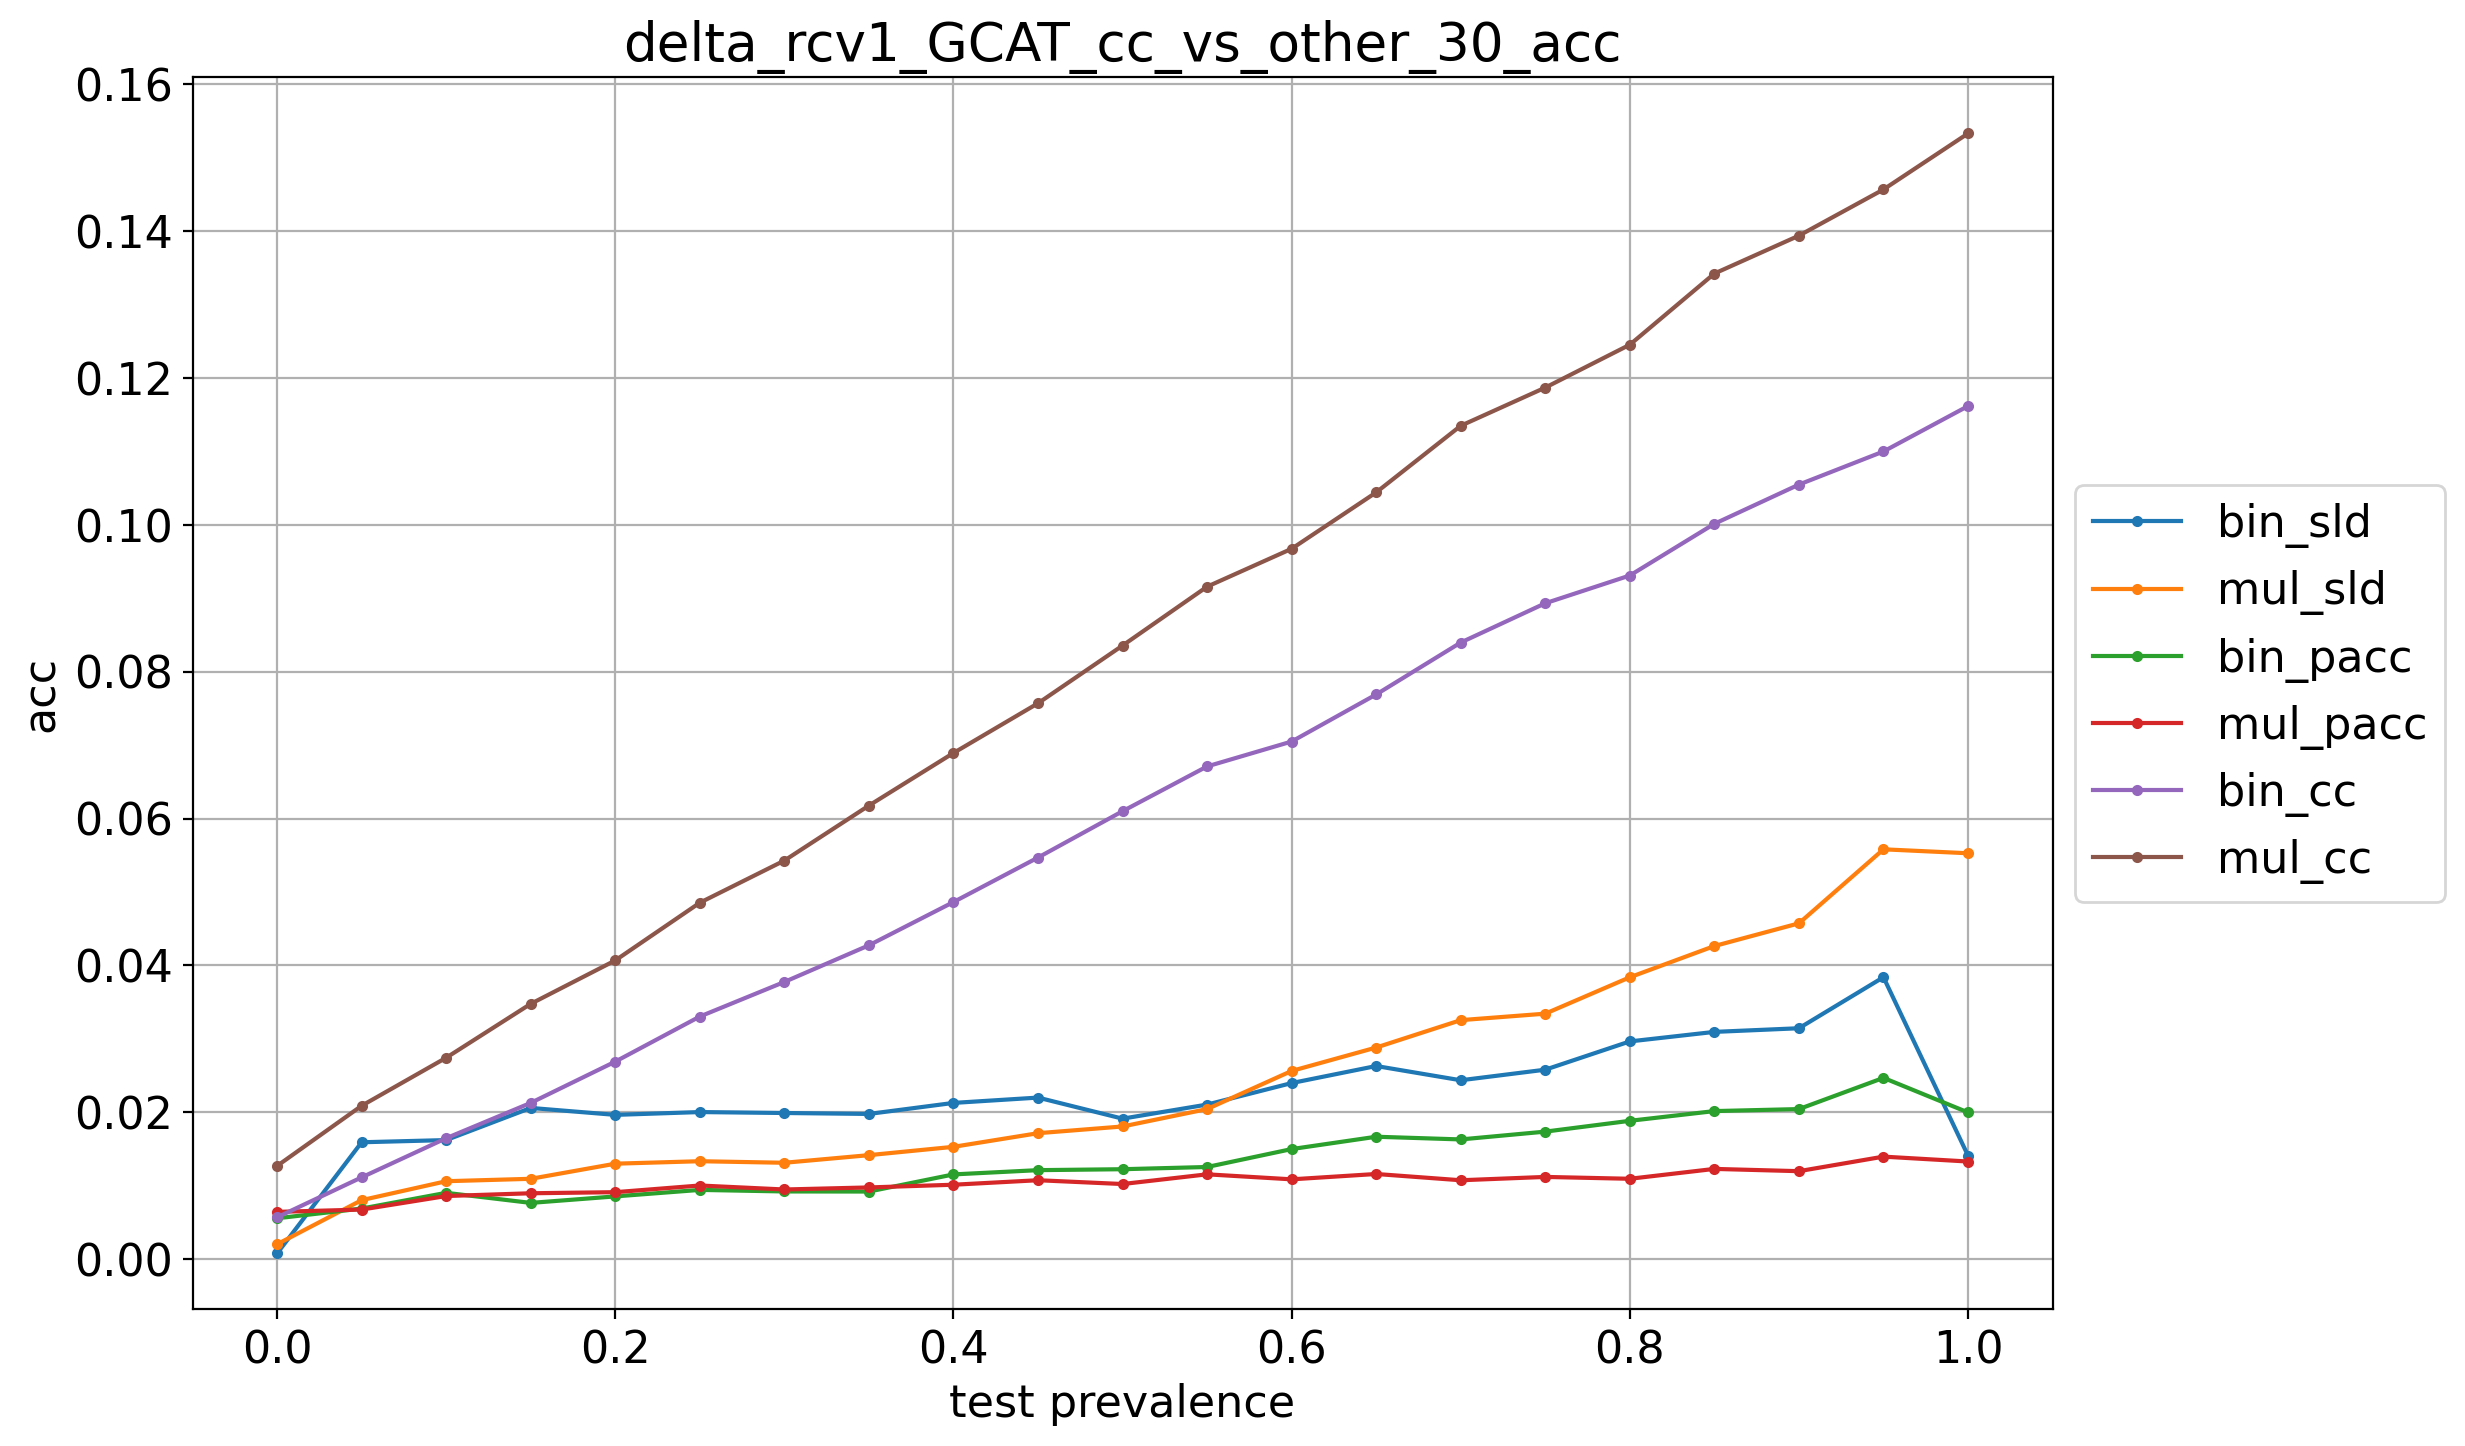 delta_rcv1_GCAT_cc_vs_other_30_acc
0.16
0.14
0.12
0.10
0.08
0.06
0.04
0.02
0.00
acc
0.0 0.2 0.4 0.6 0.8 1.0
test prevalence
bin_sld
mul_sld
bin_pacc
mul_pacc
bin_cc
mul_cc